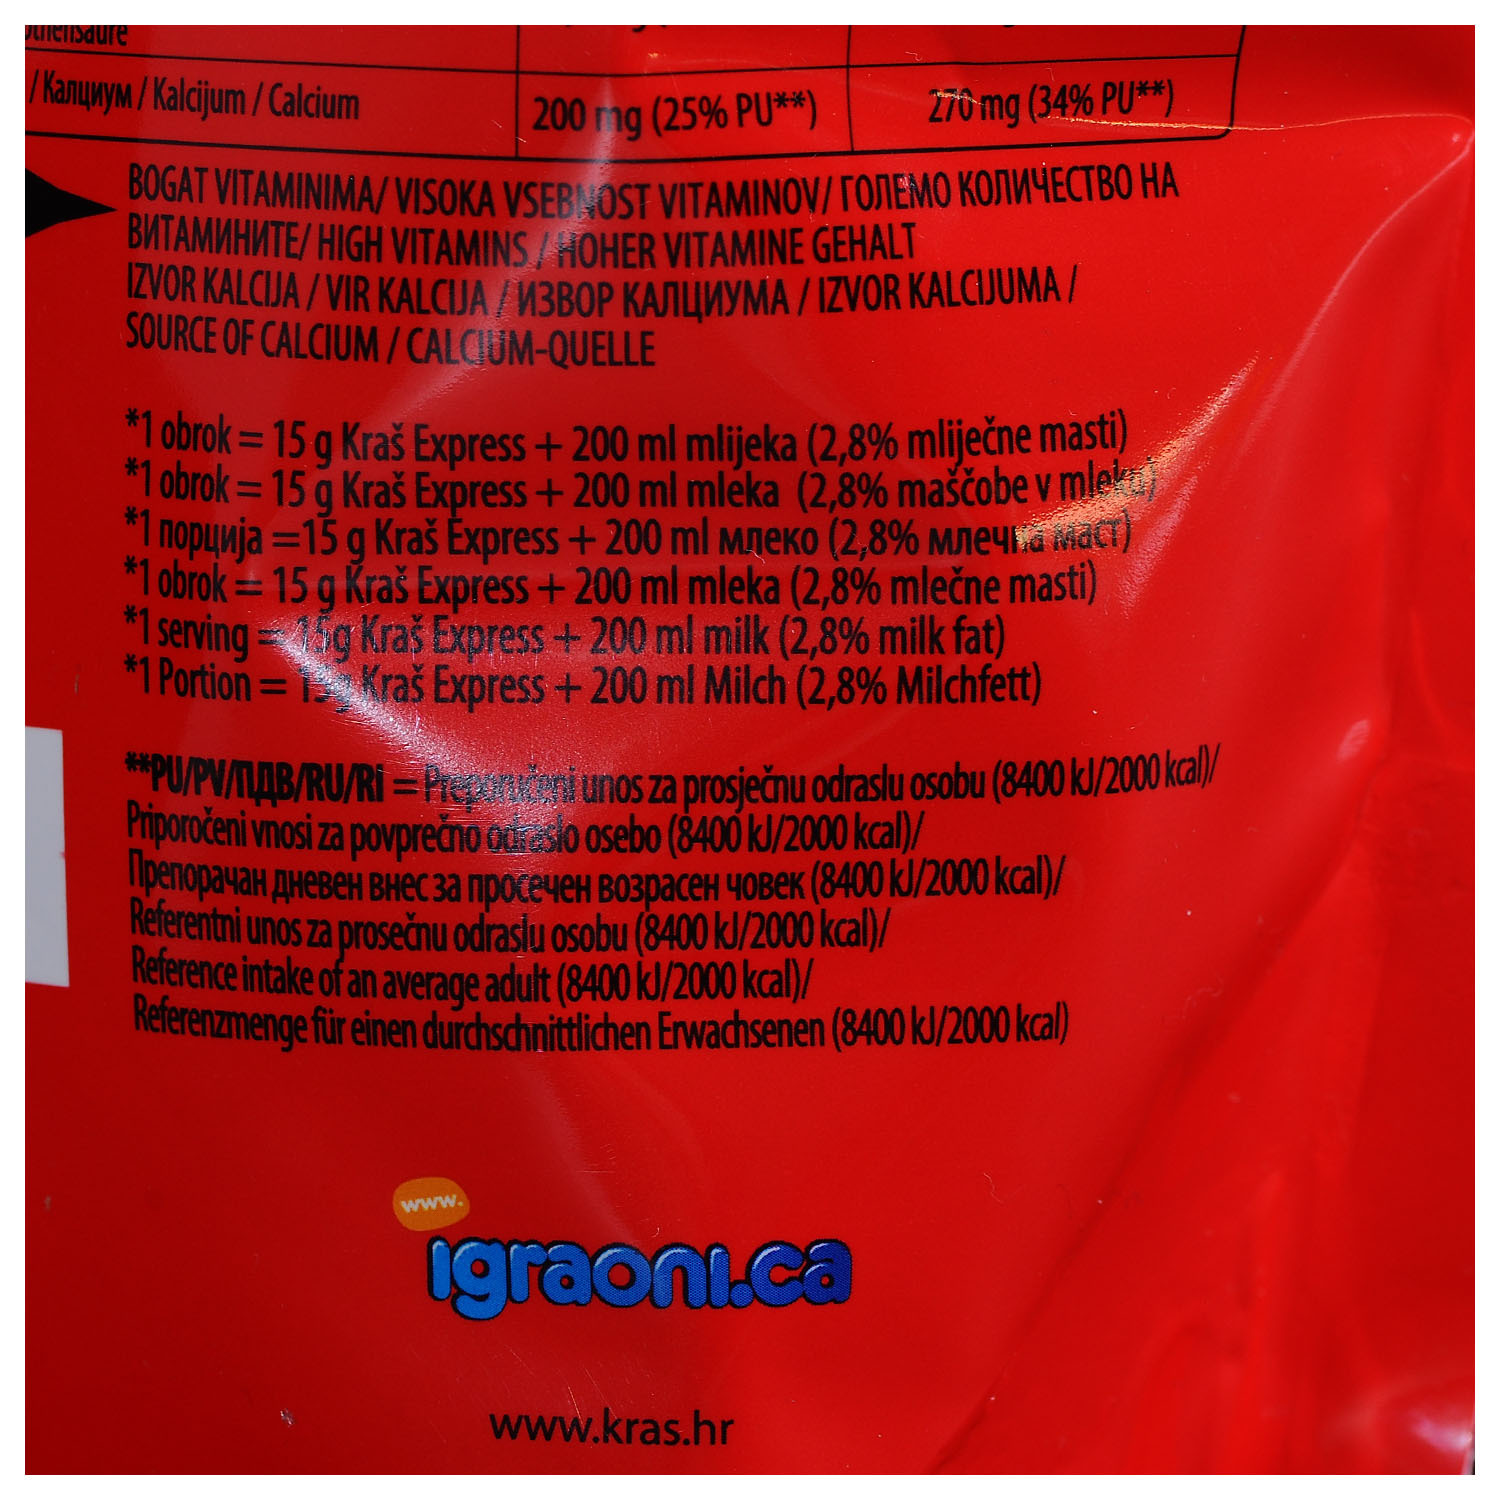 / Калциум / Kalcijum / Calcium 200 mg (25% PU**) 270 mg (34% PU**)
BOGAT VITAMINIMA/ VISOKA VSEBNOST VITAMINOV/ ГОЛЕМО КОЛИЧЕСТВО НА
ВИТАМИНИТЕ/ HIGH VITAMINS / HOHER VITAMINE GEHALT
IZVOR KALCIJA / VIR KALCIJA / ИЗВОР КАЛЦИУМА / IZVOR KALCIJUMA /
SOURCE OF CALCIUM / CALCIUM-QUELLE
*1 obrok = 15 g Kraš Express + 200 ml mlijeka (2,8% mliječne masti)
*1 obrok = 15 g Kraš Express + 200 ml mleka (2,8% maščobe v mleku)
*1 порција =15 g Kraš Express + 200 ml млеко (2,8% млечна маст)
*1 obrok = 15 g Kraš Express + 200 ml mleka (2,8% mlečne masti)
*1 serving = 15g Kraš Express + 200 ml milk (2,8% milk fat)
*1 Portion = 15g Kraš Express + 200 ml Milch (2,8% Milchfett)
**PU/PV/ПДВ/RU/RI = Preporučeni unos za prosječnu odraslu osobu (8400 kJ/2000 kcal)/
Priporočeni vnosi za povprečno odraslo osebo (8400 kJ/2000 kcal)/
Препорачан дневен внес за просечен возрасен човек (8400 kJ/2000 kcal)/
Referentni unos za prosečnu odraslu osobu (8400 kJ/2000 kcal)/
Reference intake of an average adult (8400 kJ/2000 kcal)/
Referenzmenge für einen durchschnittlichen Erwachsenen (8400 kJ/2000 kcal)
www.
igraoni.ca
www.kras.hr